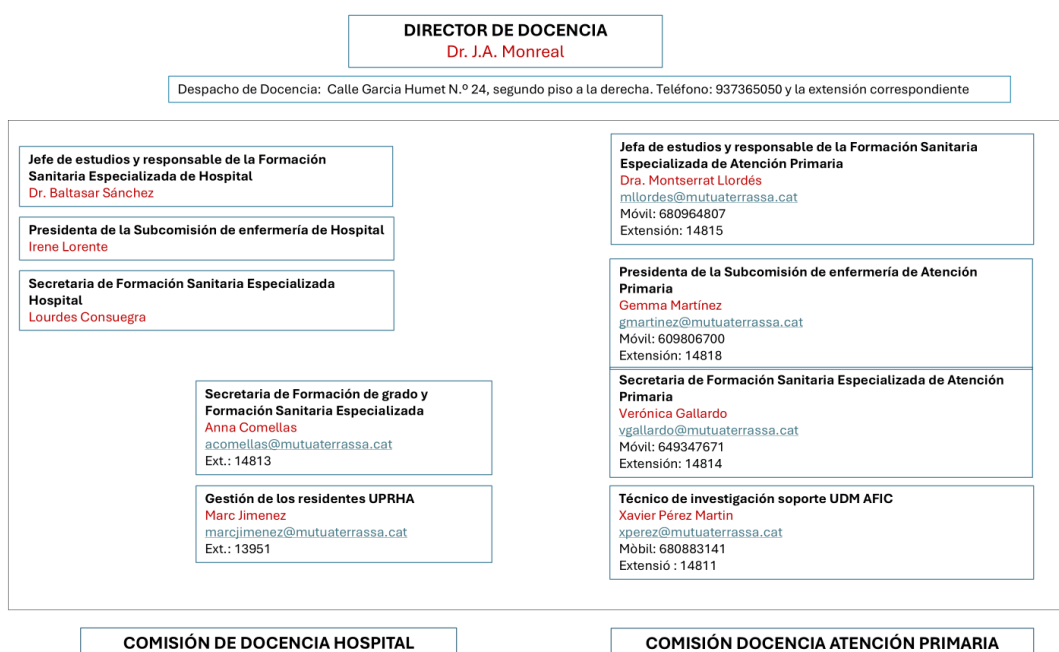 DIRECTOR DE DOCENCIA
Dr. J.A. Monreal
Despacho de Docencia: Calle Garcia Humet N.º 24, segundo piso a la derecha. Teléfono: 937365050 y la extensión correspondiente
Jefe de estudios y responsable de la Formación
Sanitaria Especializada de Hospital
Dr. Baltasar Sánchez
Presidenta de la Subcomisión de enfermería de Hospital
Irene Lorente
Secretaria de Formación Sanitaria Especializada
Hospital
Lourdes Consuegra
Secretaria de Formación de grado y
Formación Sanitaria Especializada
Anna Comellas
acomellas@mutuaterrassa.cat
Ext.: 14813
Gestión de los residentes UPRHA
Marc Jimenez
marcjimenez@mutuaterrassa.cat
Ext.: 13951
Jefa de estudios y responsable de la Formación Sanitaria
Especializada de Atención Primaria
Dra. Montserrat Llordés
mllordes@mutuaterrassa.cat
Móvil: 680964807
Extensión: 14815
Presidenta de la Subcomisión de enfermería de Atención
Primaria
Gemma Martínez
gmartinez@mutuaterrassa.cat
Móvil: 609806700
Extensión: 14818
Secretaria de Formación Sanitaria Especializada de Atención
Primaria
Verónica Gallardo
vgallardo@mutuaterrassa.cat
Móvil: 649347671
Extensión: 14814
Técnico de investigación soporte UDM AFIC
Xavier Pérez Martin
xperez@mutuaterrassa.cat
Mòbil: 680883141
Extensió : 14811
COMISIÓN DE DOCENCIA HOSPITAL
COMISIÓN DOCENCIA ATENCIÓN PRIMARIA